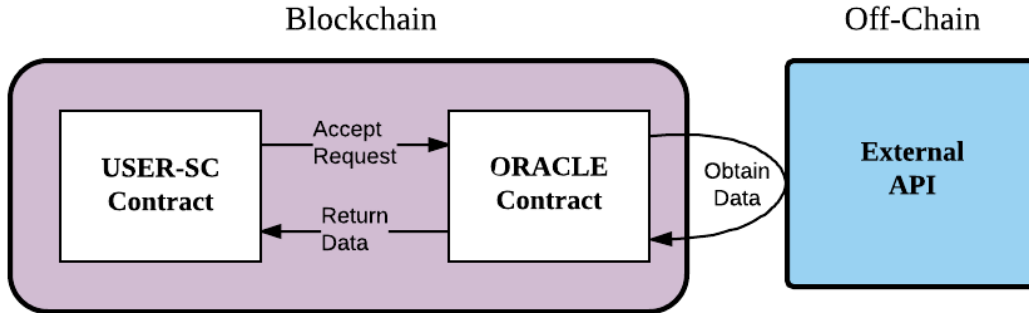 Blockchain
Off-Chain
USER-SC
Contract
Accept
Request
Return
Data
ORACLE
Contract
Obtain
Data
External
API